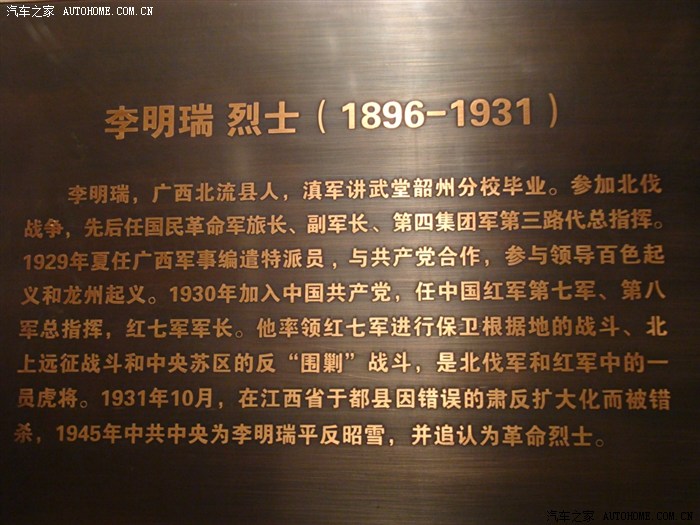 汽车之家 AUTOHOME.COM.CN
李明瑞 烈士（1896-1931）
李明瑞，广西北流县人，滇军讲武堂韶州分校毕业。参加北伐
战争，先后任国民革命军旅长、副军长、第四集团军第三路代总指挥。
1929年夏任广西军事编遣特派员，与共产党合作，参与领导百色起
义和龙州起义。1930年加入中国共产党，任中国红军第七军、第八
军总指挥，红七军军长。他率领红七军进行保卫根据地的战斗、北
上远征战斗和中央苏区的反“围剿”战斗，是北伐军和红军中的一
员虎将。1931年10月，在江西省于都县因错误的肃反扩大化而被错
杀，1945年中共中央为李明瑞平反昭雪，并追认为革命烈士。
汽车之家 AUTOHOME.COM.CN